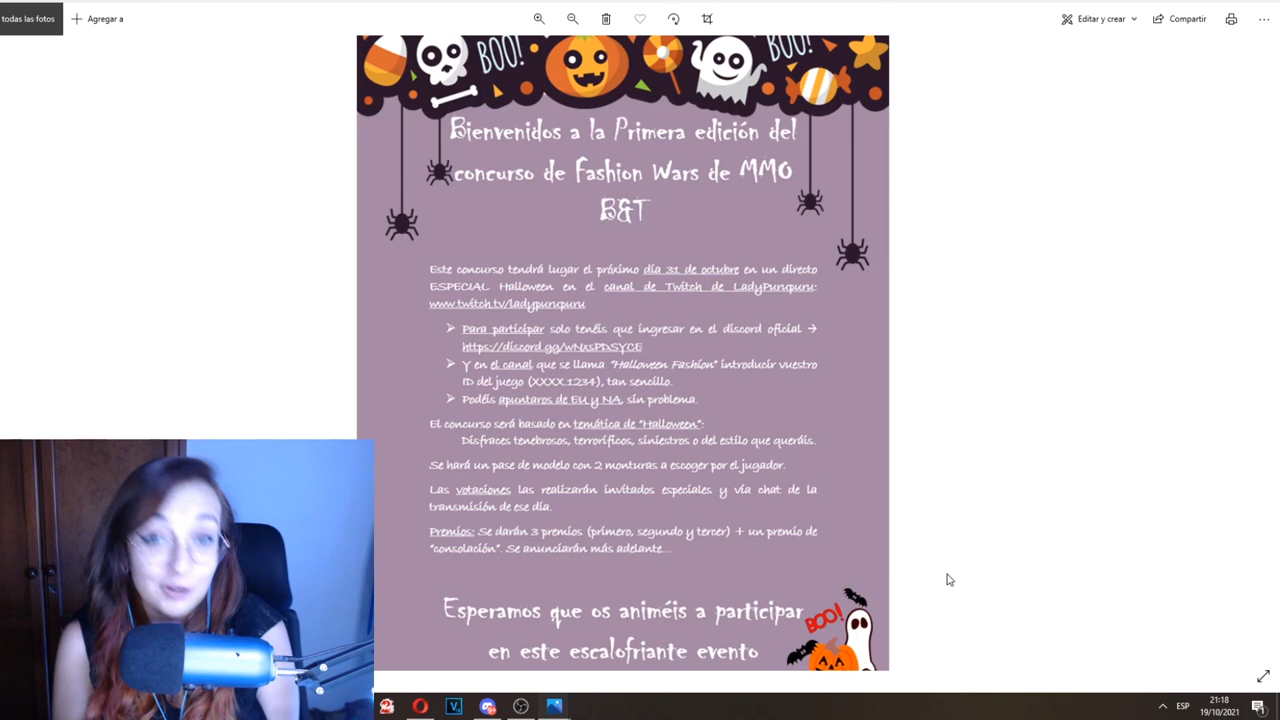 todas las fotos
Agregar a
Editar y crear
Compartir
BOO!
BOO!
Bienvenidos a la Primera edición del
concurso de Fashion Wars de MMO
B&T
Este concurso tendrá lugar el próximo día 31 de octubre en un directo
ESPECIAL Halloween en el canal de Twitch de LadyPurupuru:
www.twitch.tv/ladypurupuru
➢ Para participar solo tenéis que ingresar en el discord oficial →
https://discord.gg/wNxsPDSYCE
➢ Y en el canal que se llama “Halloween Fashion” introducir vuestro
ID del juego (XXXX.1234), tan sencillo.
➢ Podéis apuntaros de EU y NA, sin problema.
El concurso será basado en temática de “Halloween”:
Disfraces tenebrosos, terroríficos, siniestros o del estilo que queráis.
Se hará un pase de modelo con 2 monturas a escoger por el jugador.
Las votaciones las realizarán invitados especiales y vía chat de la
transmisión de ese día.
Premios: Se darán 3 premios (primero, segundo y tercer) + un premio de
“consolación”. Se anunciarán más adelante...
Esperamos que os animéis a participar
en este escalofriante evento
BOO!
ESP
21:18
19/10/2021